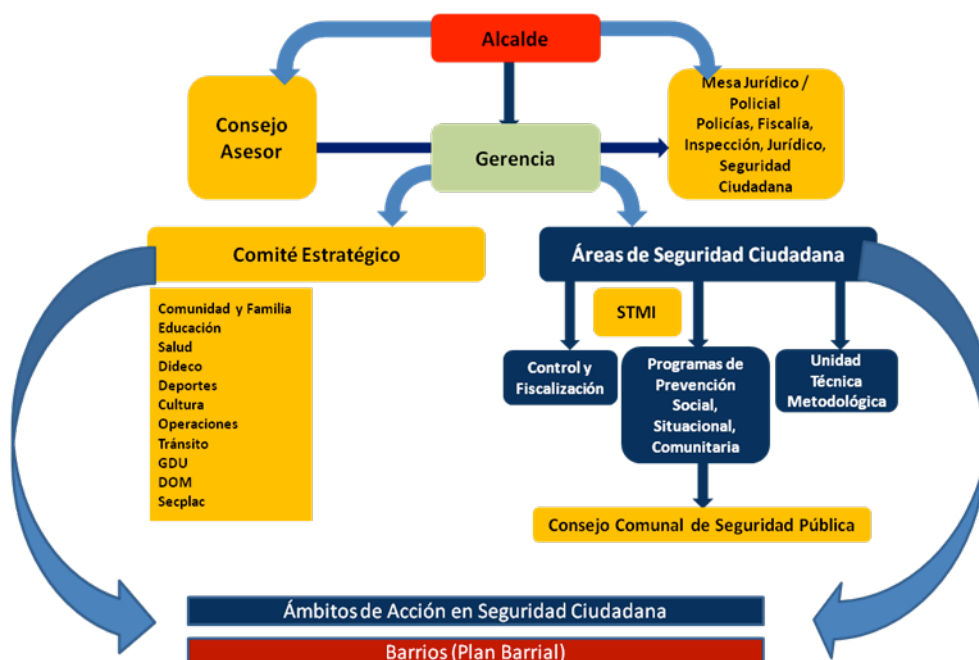 Alcalde
Consejo
Asesor
Gerencia
Mesa Jurídico /
Policial
Policías, Fiscalía,
Inspección, Jurídico,
Seguridad
Ciudadana
Comité Estratégico
Áreas de Seguridad Ciudadana
Comunidad y Familia
Educación
Salud
Dideco
Deportes
Cultura
Operaciones
Tránsito
GDU
DOM
Secplac
STMI
Control y
Fiscalización
Programas de
Prevención
Social,
Situacional,
Comunitaria
Unidad
Técnica
Metodológica
Consejo Comunal de Seguridad Pública
Ámbitos de Acción en Seguridad Ciudadana
Barrios (Plan Barrial)